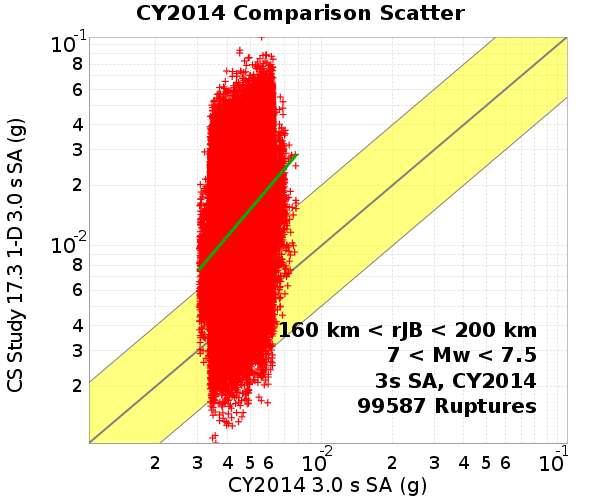 CY2014 Comparison Scatter
CS Study 17.3 1-D 3.0 s SA (g)
10-1
8
6
4
3
2
10-2
8
6
4
3
2
160 km < rJB < 200 km
7 < Mw < 7.5
3s SA, CY2014
99587 Ruptures
2 3 4 5 6 10-2 2 3 4 5 6 10-1
CY2014 3.0 s SA (g)